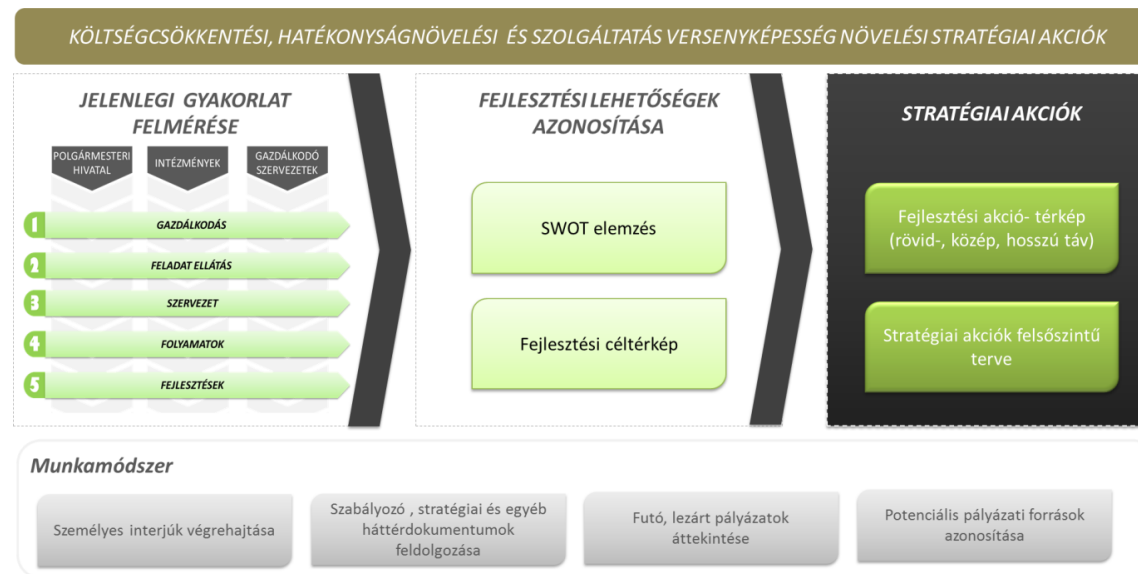 KÖLTSÉGCSÖKKENTÉSI, HATÉKONYSÁGNÖVELÉSI ÉS SZOLGÁLTATÁS VERSENYKÉPESSÉG NÖVELÉSI STRATÉGIAI AKCIÓK
JELENLEGI GYAKORLAT
FELMÉRÉSE
POLGÁRMESTERI
HIVATAL
INTÉZMÉNYEK
GAZDÁLKODÓ
SZERVEZETEK
1 GAZDÁLKODÁS
2 FELADAT ELLÁTÁS
3 SZERVEZET
4 FOLYAMATOK
5 FEJLESZTÉSEK
FEJLESZTÉSI LEHETŐSÉGEK
AZONOSÍTÁSA
SWOT elemzés
Fejlesztési céltérkép
STRATÉGIAI AKCIÓK
Fejlesztési akció- térkép
(rövid-, közép, hosszú táv)
Stratégiai akciók felsőszintű
terve
Munkamódszer
Személyes interjúk végrehajtása
Szabályozó , stratégiai és egyéb
háttérdokumentumok
feldolgozása
Futó, lezárt pályázatok
áttekintése
Potenciális pályázati források
azonosítása